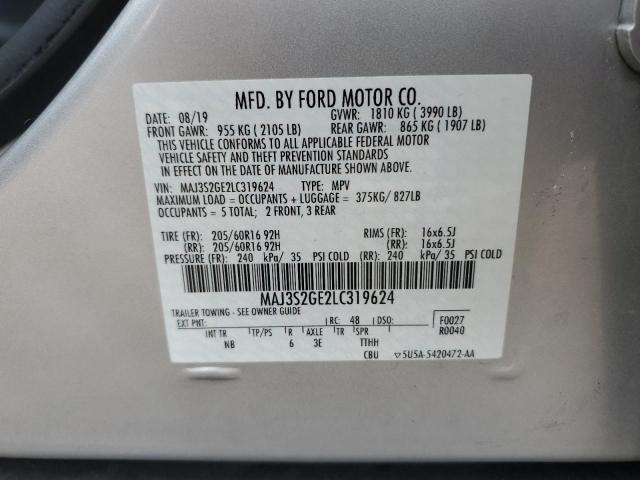 MFD. BY FORD MOTOR CO.
DATE: 08/19 GVWR: 1810 KG ( 3990 LB)
FRONT GAWR: 955 KG ( 2105 LB) REAR GAWR: 865 KG ( 1907 LB)
THIS VEHICLE CONFORMS TO ALL APPLICABLE FEDERAL MOTOR
VEHICLE SAFETY AND THEFT PREVENTION STANDARDS
IN EFFECT ON THE DATE OF MANUFACTURE SHOWN ABOVE.
VIN: MAJ3S2GE2LC319624 TYPE: MPV
MAXIMUM LOAD = OCCUPANTS + LUGGAGE = 375KG/ 827LB
OCCUPANTS = 5 TOTAL; 2 FRONT, 3 REAR
TIRE (FR): 205/60R16 92H RIMS (FR): 16x6.5J
(RR): 205/60R16 92H (RR): 16x6.5J
PRESSURE (FR): 240 kPa/ 35 PSI COLD (RR): 240 kPa/ 35 PSI COLD
MAJ3S2GE2LC319624
TRAILER TOWING - SEE OWNER GUIDE
EXT PNT: RC: 48 DSO: F0027
INT TR TP/PS R AXLE TR SPR R0040
NB 6 3E TTHH
CBU ▽5U5A-5420472-AA